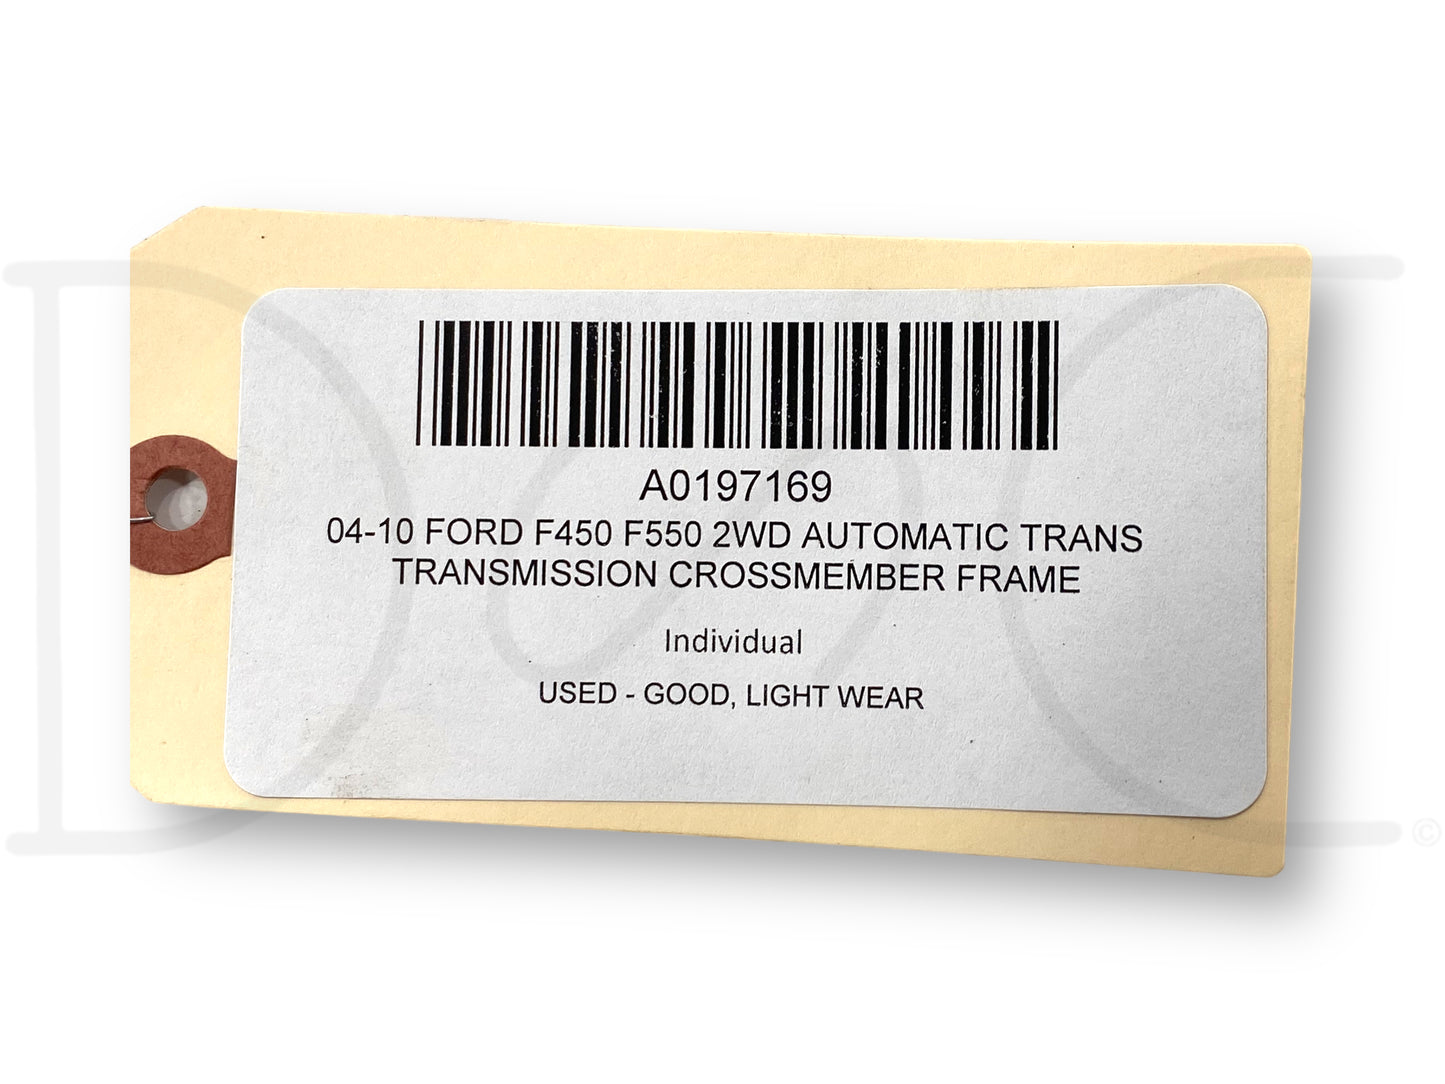 A0197169
04-10 FORD F450 F550 2WD AUTOMATIC TRANS
TRANSMISSION CROSSMEMBER FRAME
Individual
USED - GOOD, LIGHT WEAR
D C ©